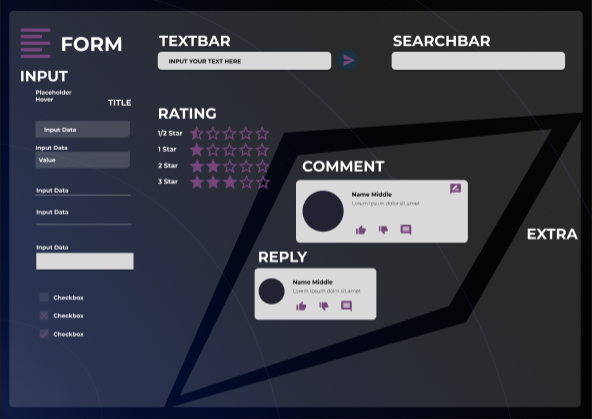 FORM
TEXTBAR
SEARCHBAR
INPUT YOUR TEXT HERE
INPUT
Placeholder
Hover
TITLE
Input Data
Input Data
Value
Input Data
Input Data
Input Data
Checkbox
Checkbox
Checkbox
RATING
1/2 Star
1 Star
2 Star
3 Star
COMMENT
Name Middle
Lorem ipsum dolor si amet
EXTRA
REPLY
Name Middle
Lorem ipsum dolor si amet